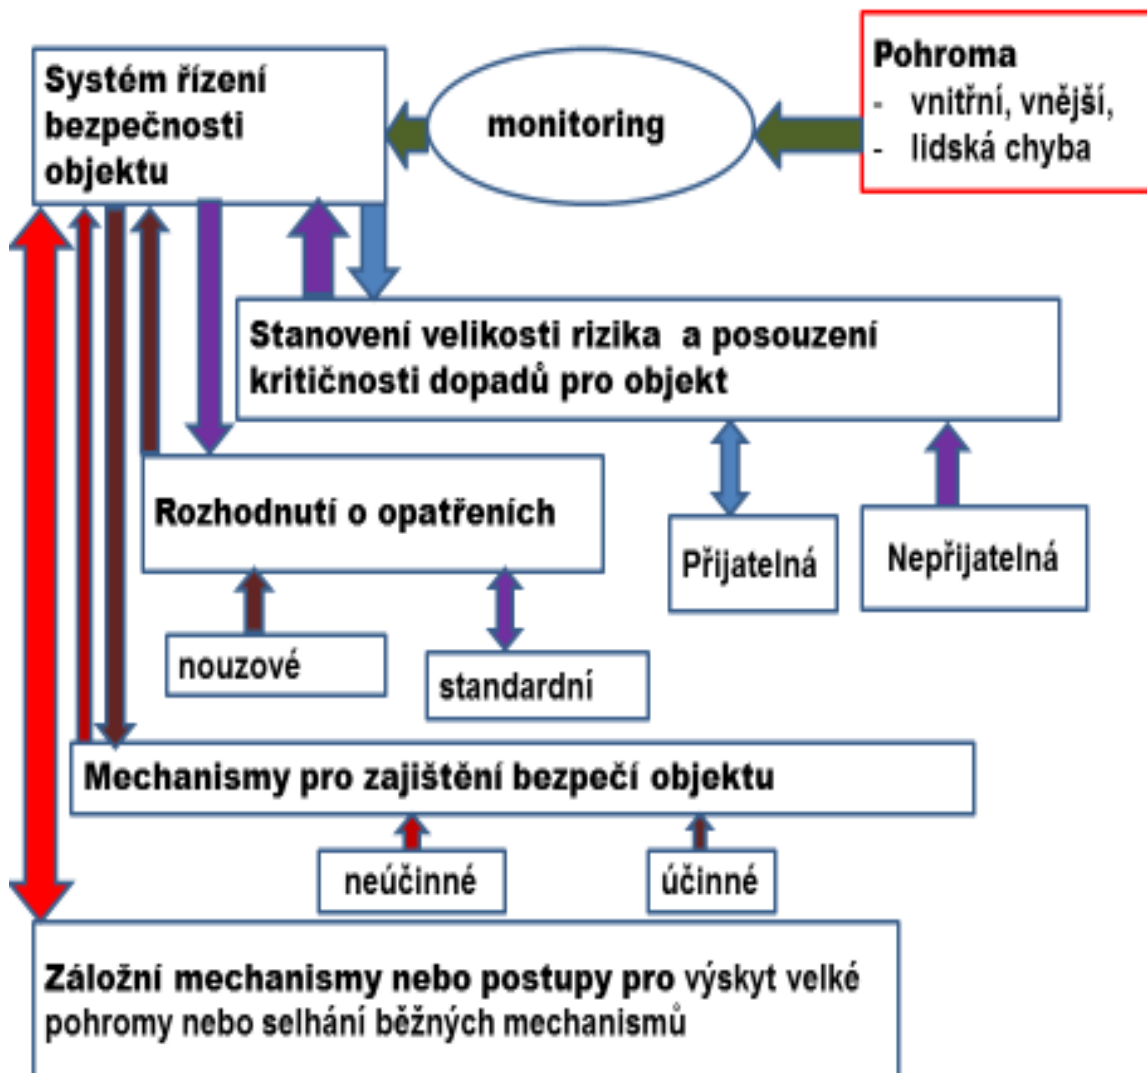 Systém řízení
bezpečnosti
objektu
monitoring
Pohroma
- vnitřní, vnější,
- lidská chyba
Stanovení velikosti rizika a posouzení
kritičnosti dopadů pro objekt
Rozhodnutí o opatřeních
Přijatelná
Nepřijatelná
nouzové
standardní
Mechanismy pro zajištění bezpečí objektu
neúčinné
účinné
Záložní mechanismy nebo postupy pro výskyt velké
pohromy nebo selhání běžných mechanismů